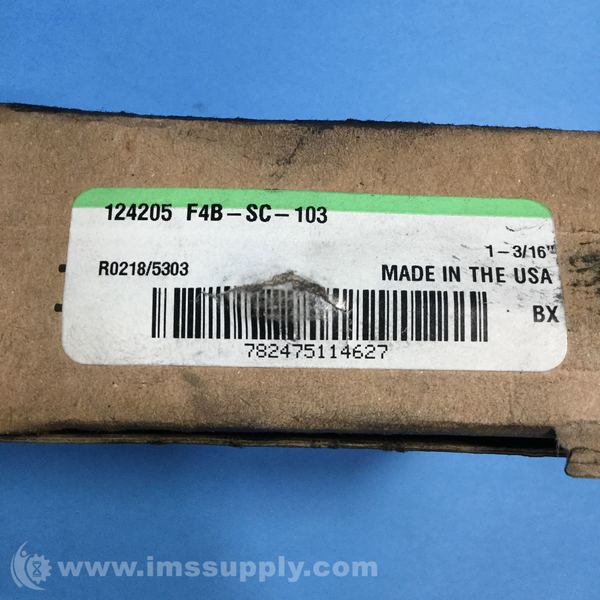 124205 F4B-SC-103
1-3/16"
R0218/5303
MADE IN THE USA
BX
782475114627
www.imssupply.com